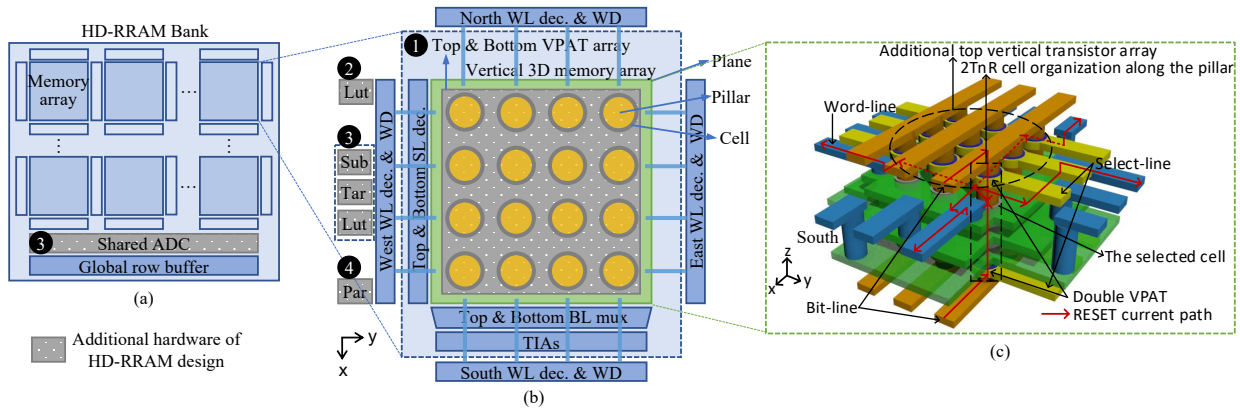 (a)
HD-RRAM Bank
Memory
array
...
...
...
...
3
Shared ADC
Global row buffer
(a)
Additional hardware of
HD-RRAM design
North WL dec. & WD
1 Top & Bottom VPAT array
Vertical 3D memory array
2
Lut
3
Sub
Tar
Lut
4
Par
West WL dec. & WD
Top & Bottom SL dec.
East WL dec. & WD
Plane
Pillar
Cell
Top & Bottom BL mux
TIAs
South WL dec. & WD
y
x
(b)
Additional top vertical transistor array
2TnR cell organization along the pillar
Word-line
Select-line
South
z
x
y
The selected cell
Bit-line
Double VPAT
RESET current path
(c)